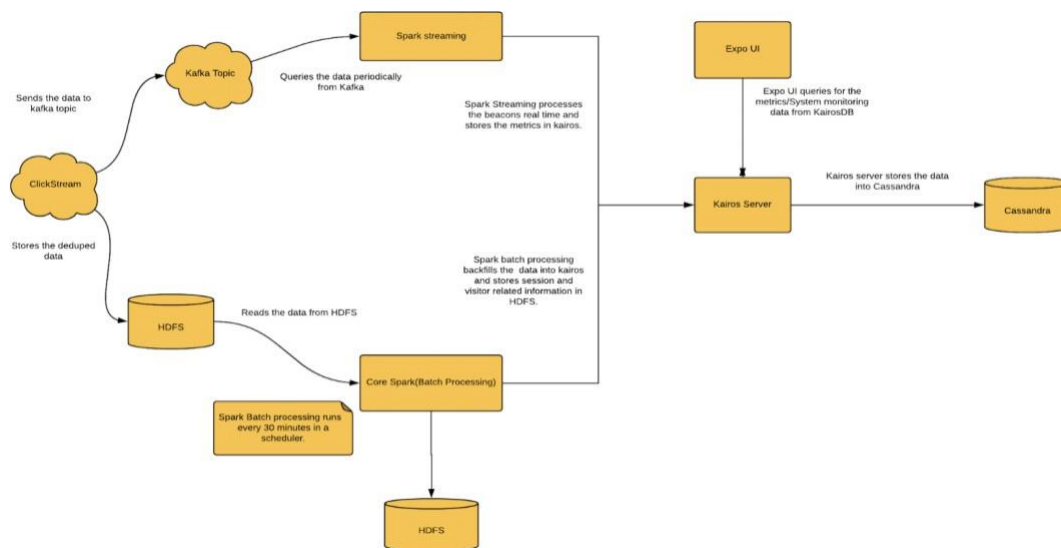 Spark streaming
Expo UI
Kafka Topic
Queries the data periodically
from Kafka
Sends the data to
kafka topic
Expo UI queries for the
metrics/System monitoring
data from KairosDB
Spark Streaming processes
the beacons real time and
stores the metrics in kairos.
ClickStream
Kairos server stores the data
into Cassandra
Kairos Server
Cassandra
Stores the deduped
data
Spark batch processing
backfills the data into kairos
and stores session and
visitor related information in
HDFS.
HDFS
Reads the data from HDFS
Core Spark(Batch Processing)
Spark Batch processing runs
every 30 minutes in a
scheduler.
HDFS